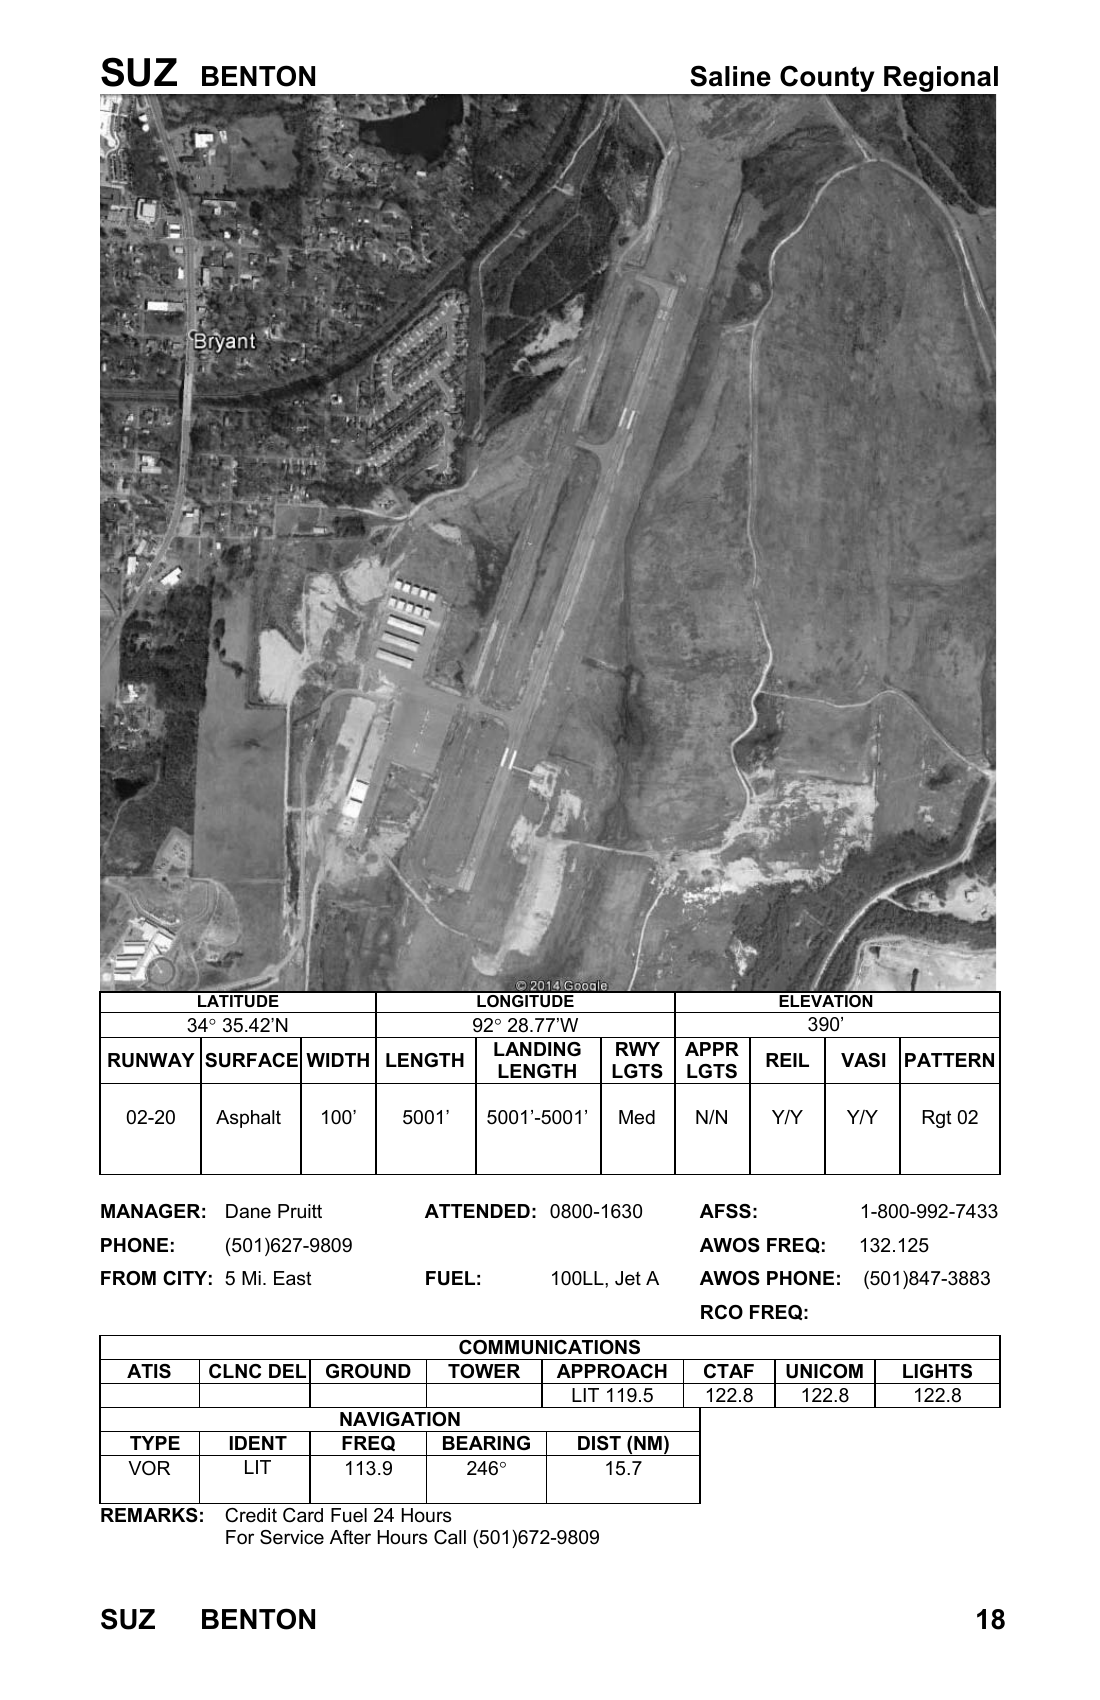 SUZ BENTON Saline County Regional
Bryant
© 2014 Google
LATITUDE LONGITUDE ELEVATION
34° 35.42'N 92° 28.77'W 390'
RUNWAY SURFACE WIDTH LENGTH LANDING LENGTH RWY LGTS APPR LGTS REIL VASI PATTERN
02-20 Asphalt 100' 5001' 5001'-5001' Med N/N Y/Y Y/Y Rgt 02
MANAGER: Dane Pruitt ATTENDED: 0800-1630 AFSS: 1-800-992-7433
PHONE: (501)627-9809 AWOS FREQ: 132.125
FROM CITY: 5 Mi. East FUEL: 100LL, Jet A AWOS PHONE: (501)847-3883
RCO FREQ:
COMMUNICATIONS
ATIS CLNC DEL GROUND TOWER APPROACH CTAF UNICOM LIGHTS
LIT 119.5 122.8 122.8 122.8
NAVIGATION
TYPE IDENT FREQ BEARING DIST (NM)
VOR LIT 113.9 246° 15.7
REMARKS: Credit Card Fuel 24 Hours
For Service After Hours Call (501)672-9809
SUZ BENTON 18